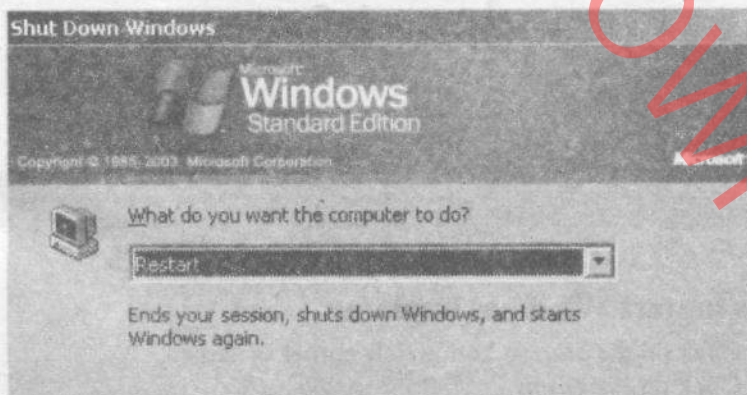 Shut Down Windows
Microsoft
Windows
Standard Edition
Copyright © 1985-2003 Microsoft Corporation
Microsoft
What do you want the computer to do?
Restart
Ends your session, shuts down Windows, and starts
Windows again.